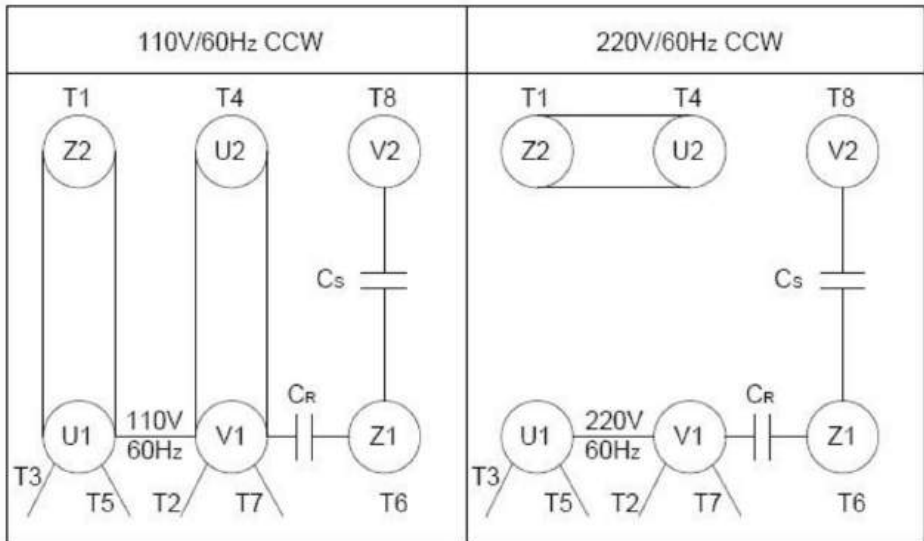 110V/60Hz CCW
220V/60Hz CCW
T1 T4 T8
Z2 U2 V2
Cs
CR
U1 110V V1 Z1
60Hz
T3 T5 T2 T7 T6
T1 T4 T8
Z2 U2 V2
Cs
CR
U1 220V V1 Z1
60Hz
T3 T5 T2 T7 T6